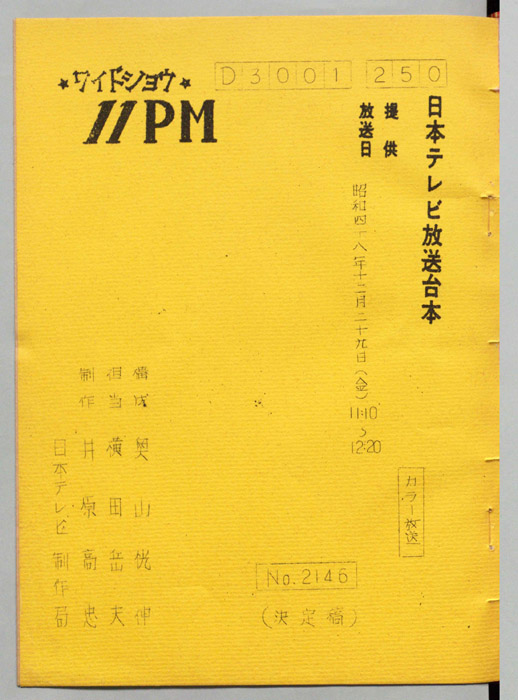 ★ワイドショウ★
11PM
D3001 250
日本テレビ放送台本
提供
放送日
昭和四十八年十二月二十九日(金)
11:10
〜
12:20
カラー放送
No.2146
(決定稿)
構成 奥山侊伸
担当 横田岳夫
制作 井原高忠
日本テレビ制作局